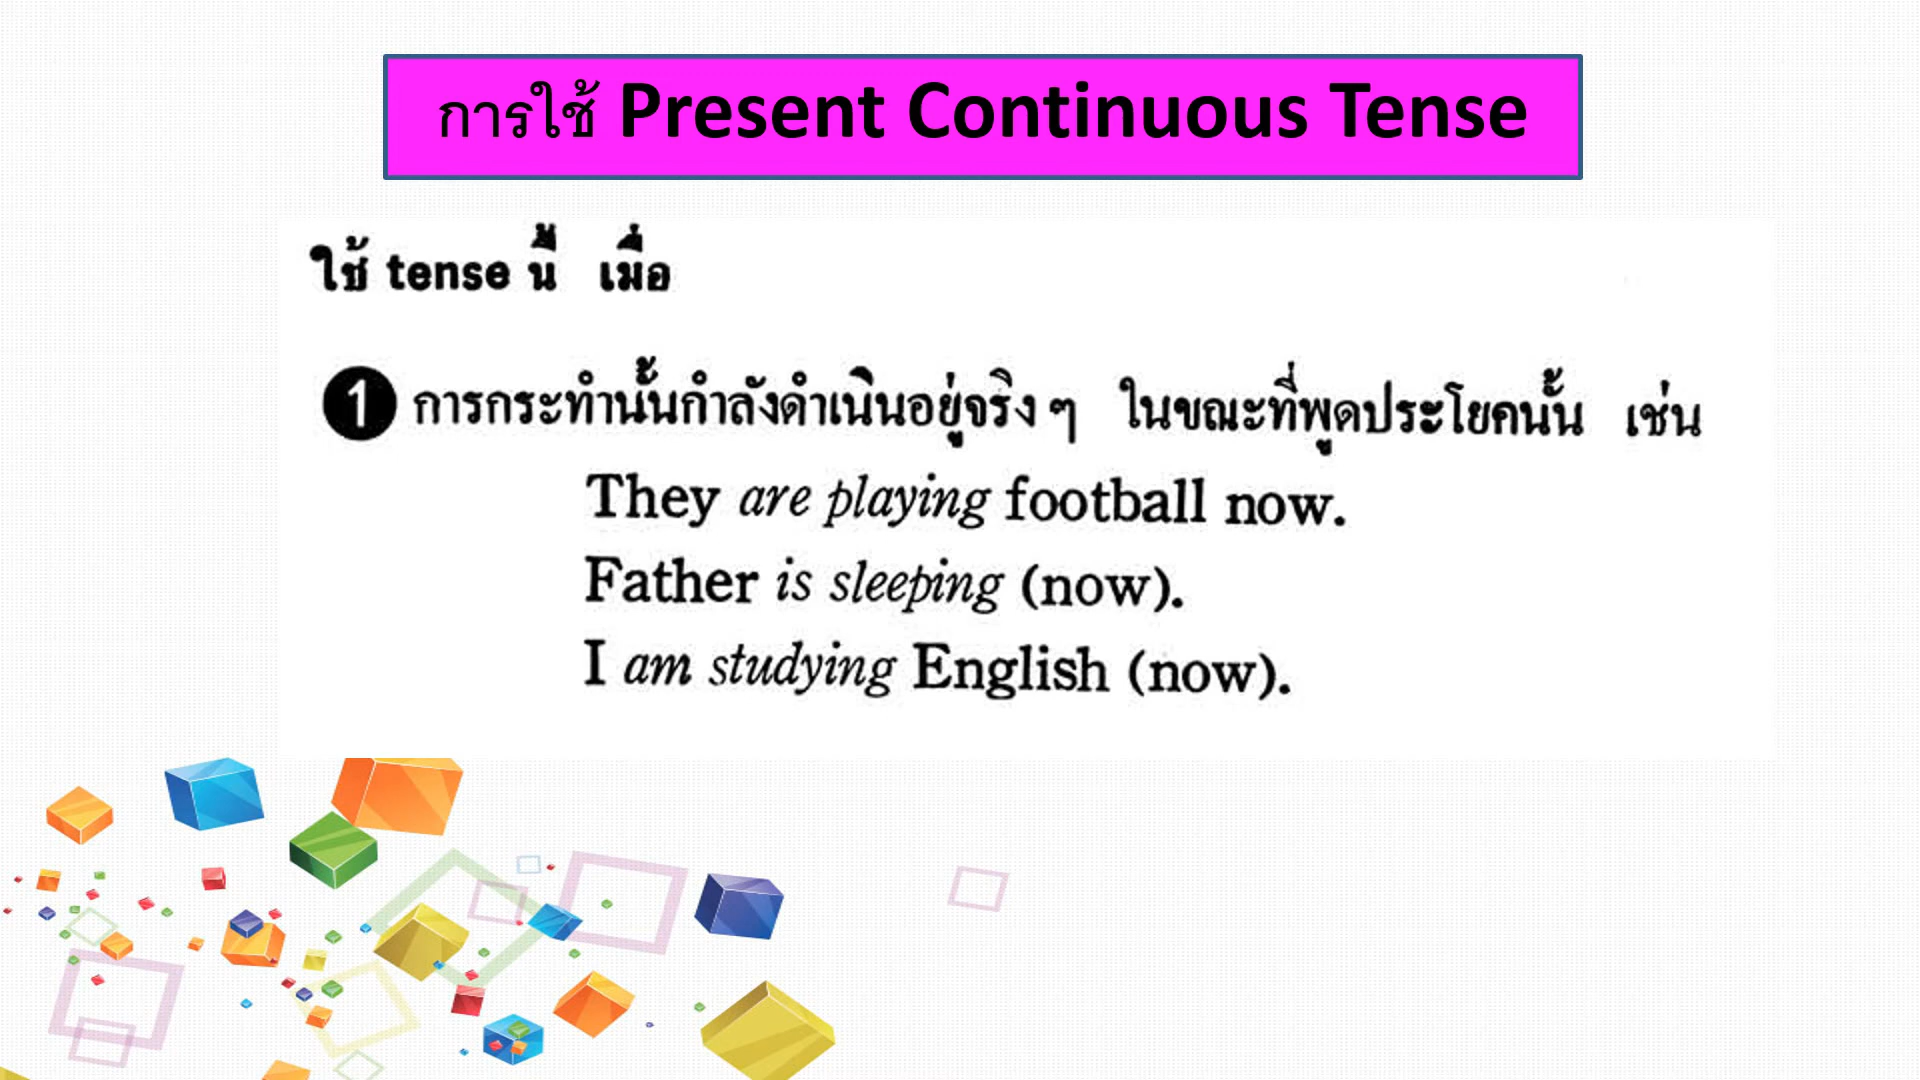 การใช้ Present Continuous Tense
ใช้ tense นี้ เมื่อ
1 การกระทำนั้นกำลังดำเนินอยู่จริง ๆ ในขณะที่พูดประโยคนั้น เช่น
They are playing football now.
Father is sleeping (now).
I am studying English (now).